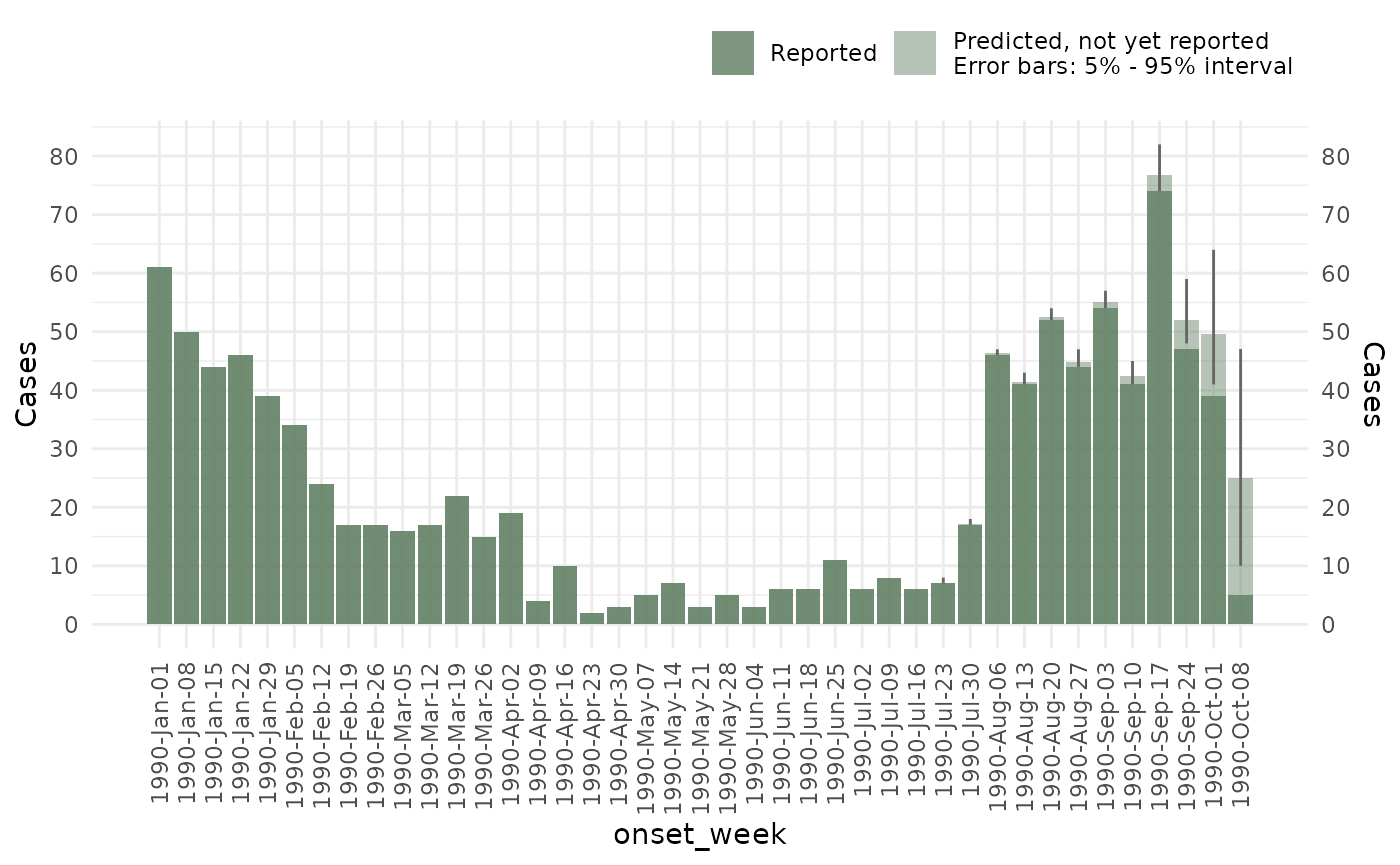 Reported
Predicted, not yet reported
Error bars: 5% - 95% interval
Cases
80
70
60
50
40
30
20
10
0
80
70
60
50
40
30
20
10
0
Cases
1990-Jan-01
1990-Jan-08
1990-Jan-15
1990-Jan-22
1990-Jan-29
1990-Feb-05
1990-Feb-12
1990-Feb-19
1990-Feb-26
1990-Mar-05
1990-Mar-12
1990-Mar-19
1990-Mar-26
1990-Apr-02
1990-Apr-09
1990-Apr-16
1990-Apr-23
1990-Apr-30
1990-May-07
1990-May-14
1990-May-21
1990-May-28
1990-Jun-04
1990-Jun-11
1990-Jun-18
1990-Jun-25
1990-Jul-02
1990-Jul-09
1990-Jul-16
1990-Jul-23
1990-Jul-30
1990-Aug-06
1990-Aug-13
1990-Aug-20
1990-Aug-27
1990-Sep-03
1990-Sep-10
1990-Sep-17
1990-Sep-24
1990-Oct-01
1990-Oct-08
onset_week